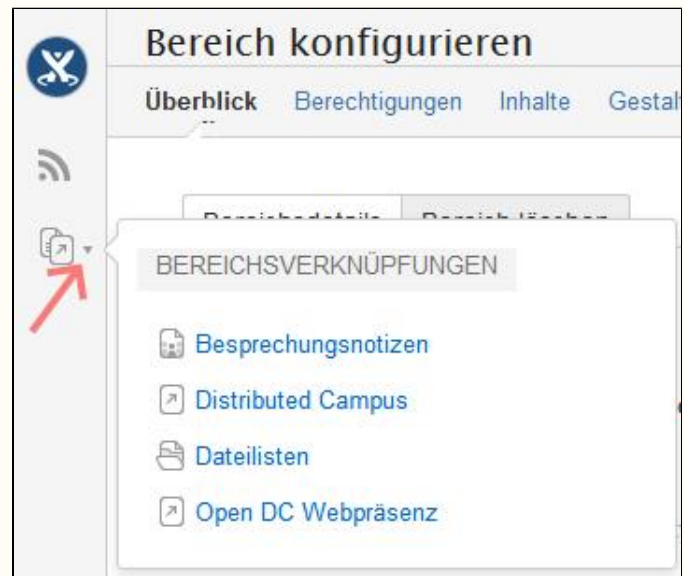 Bereich konfigurieren
Überblick Berechtigungen Inhalte
BEREICHSVERKNÜPFUNGEN
Besprechungsnotizen
Distributed Campus
Dateilisten
Open DC Webpräsenz